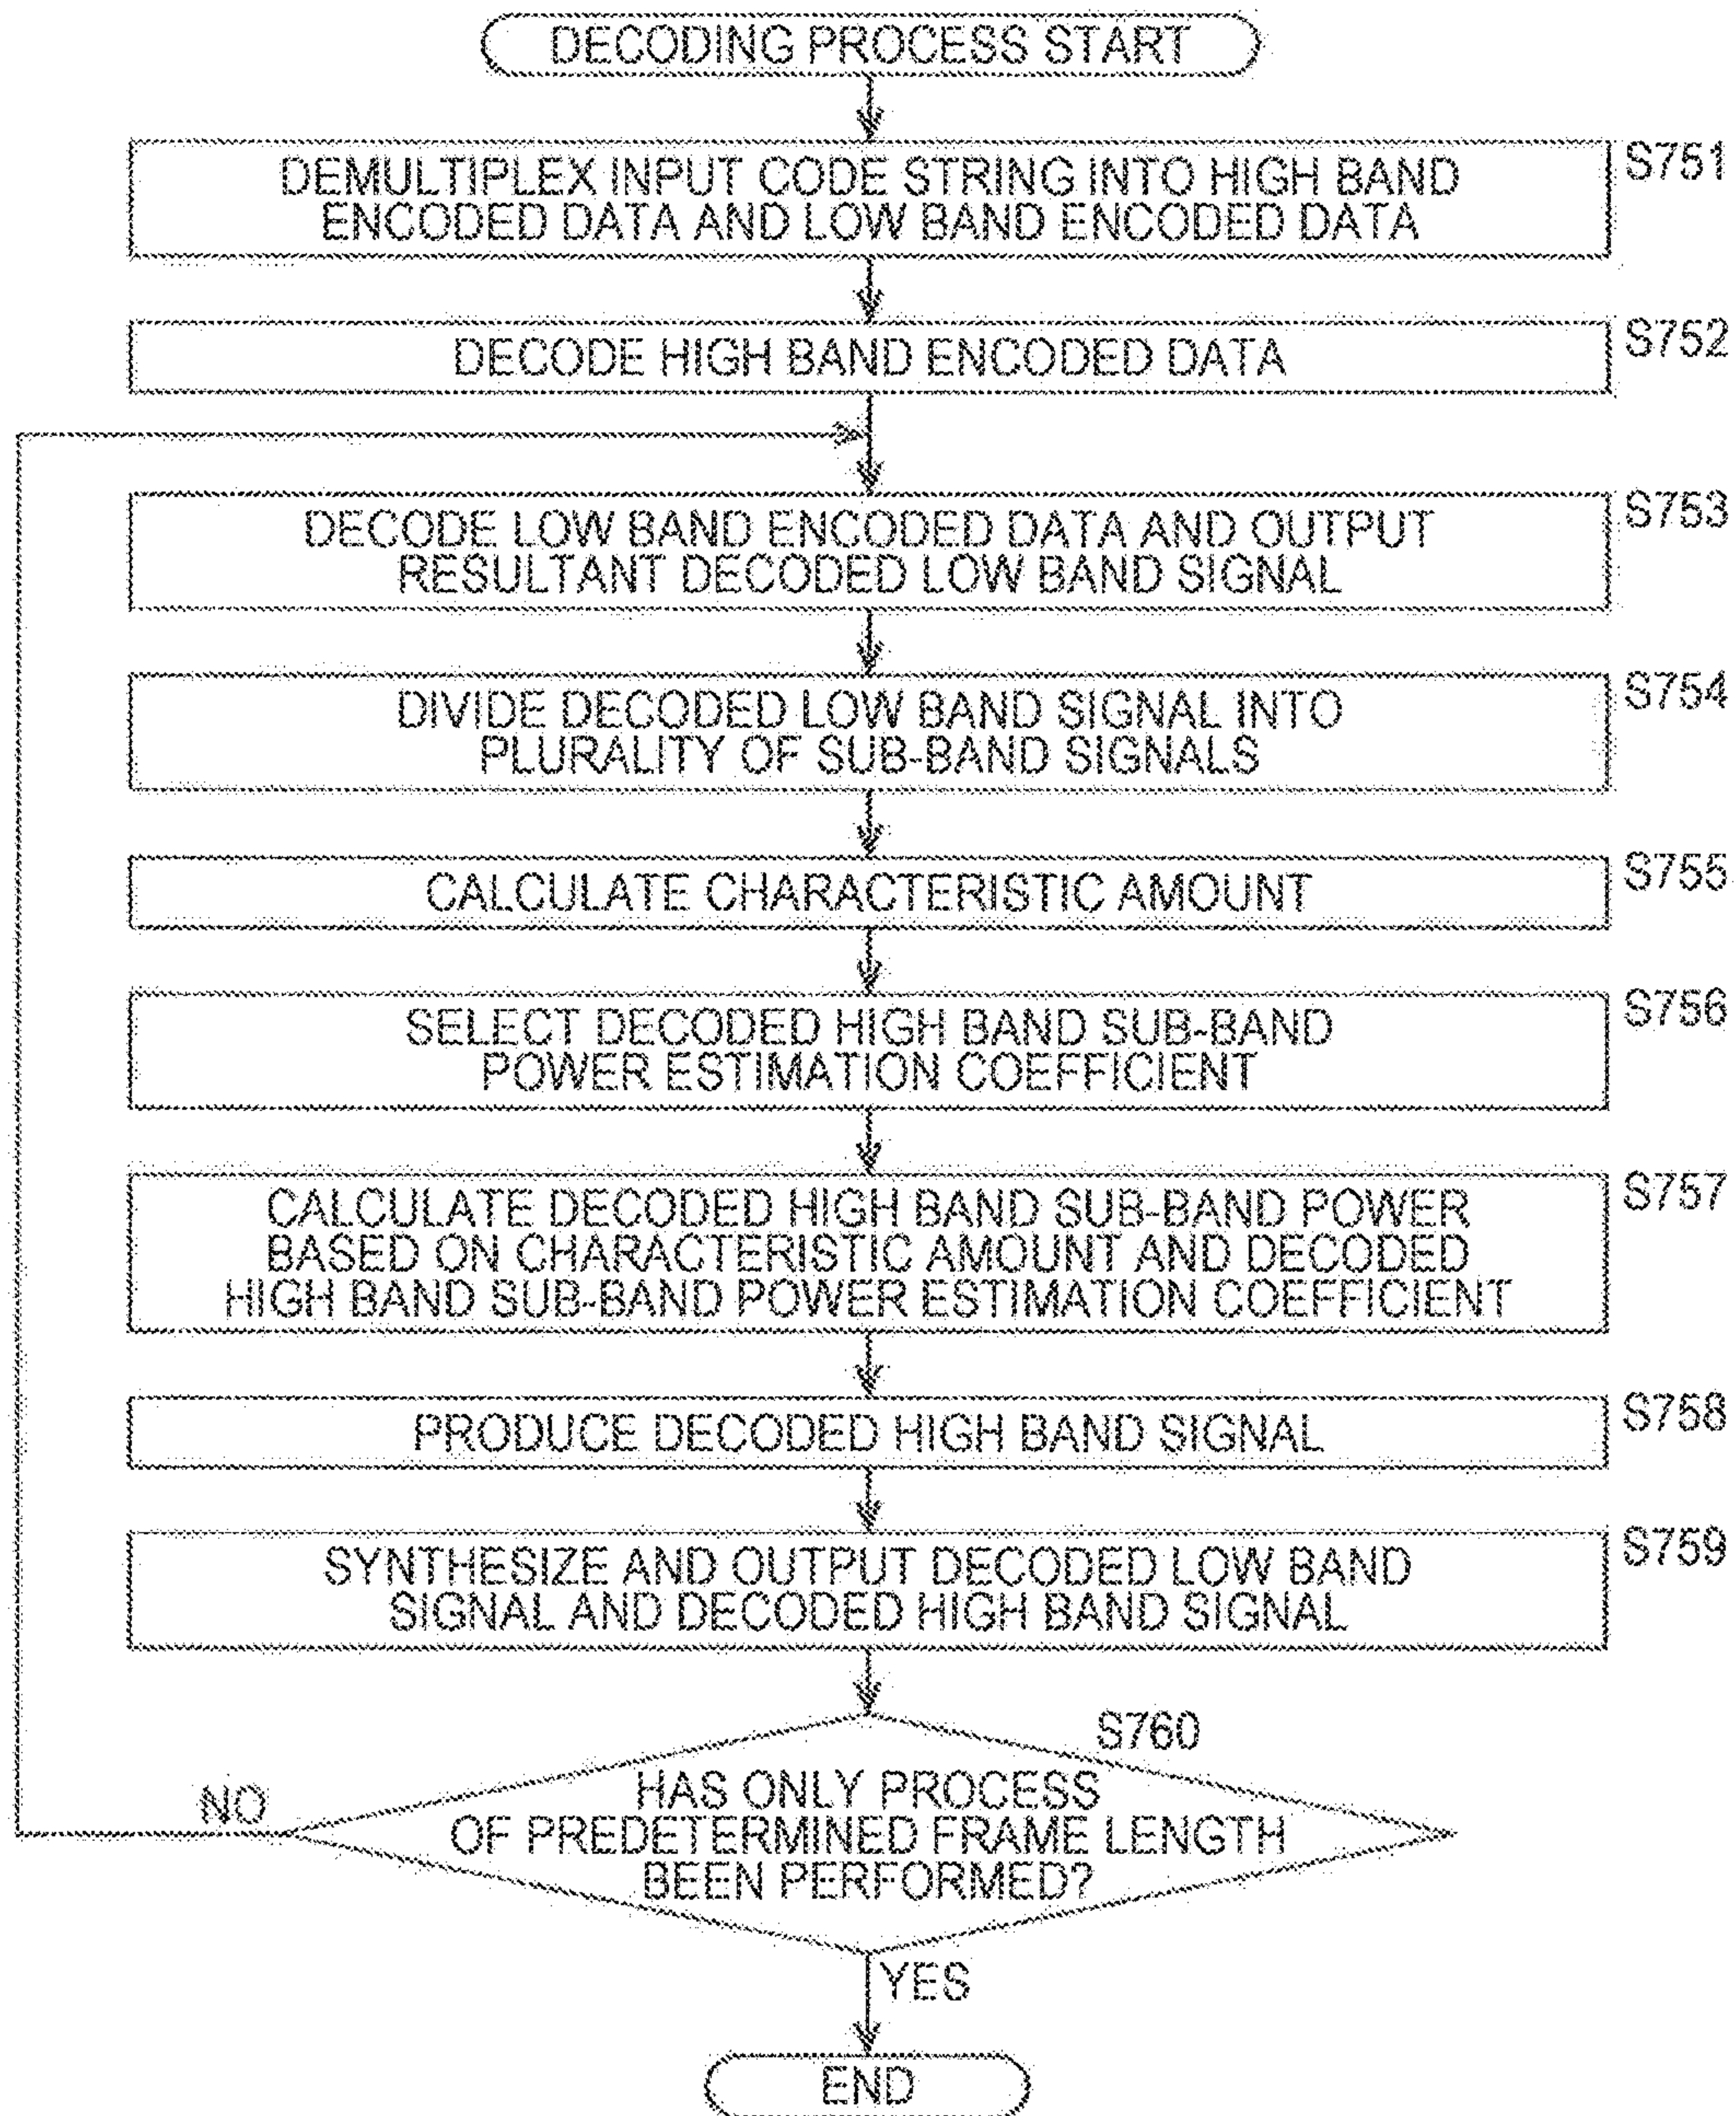 DECODING PROCESS START
S751
DEMULTIPLEX INPUT CODE STRING INTO HIGH BAND
ENCODED DATA AND LOW BAND ENCODED DATA
S752
DECODE HIGH BAND ENCODED DATA
S753
DECODE LOW BAND ENCODED DATA AND OUTPUT
RESULTANT DECODED LOW BAND SIGNAL
S754
DIVIDE DECODED LOW BAND SIGNAL INTO
PLURALITY OF SUB-BAND SIGNALS
S755
CALCULATE CHARACTERISTIC AMOUNT
S756
SELECT DECODED HIGH BAND SUB-BAND
POWER ESTIMATION COEFFICIENT
S757
CALCULATE DECODED HIGH BAND SUB-BAND POWER
BASED ON CHARACTERISTIC AMOUNT AND DECODED
HIGH BAND SUB-BAND POWER ESTIMATION COEFFICIENT
S758
PRODUCE DECODED HIGH BAND SIGNAL
S759
SYNTHESIZE AND OUTPUT DECODED LOW BAND
SIGNAL AND DECODED HIGH BAND SIGNAL
S760
HAS ONLY PROCESS
OF PREDETERMINED FRAME LENGTH
BEEN PERFORMED?
NO
YES
END